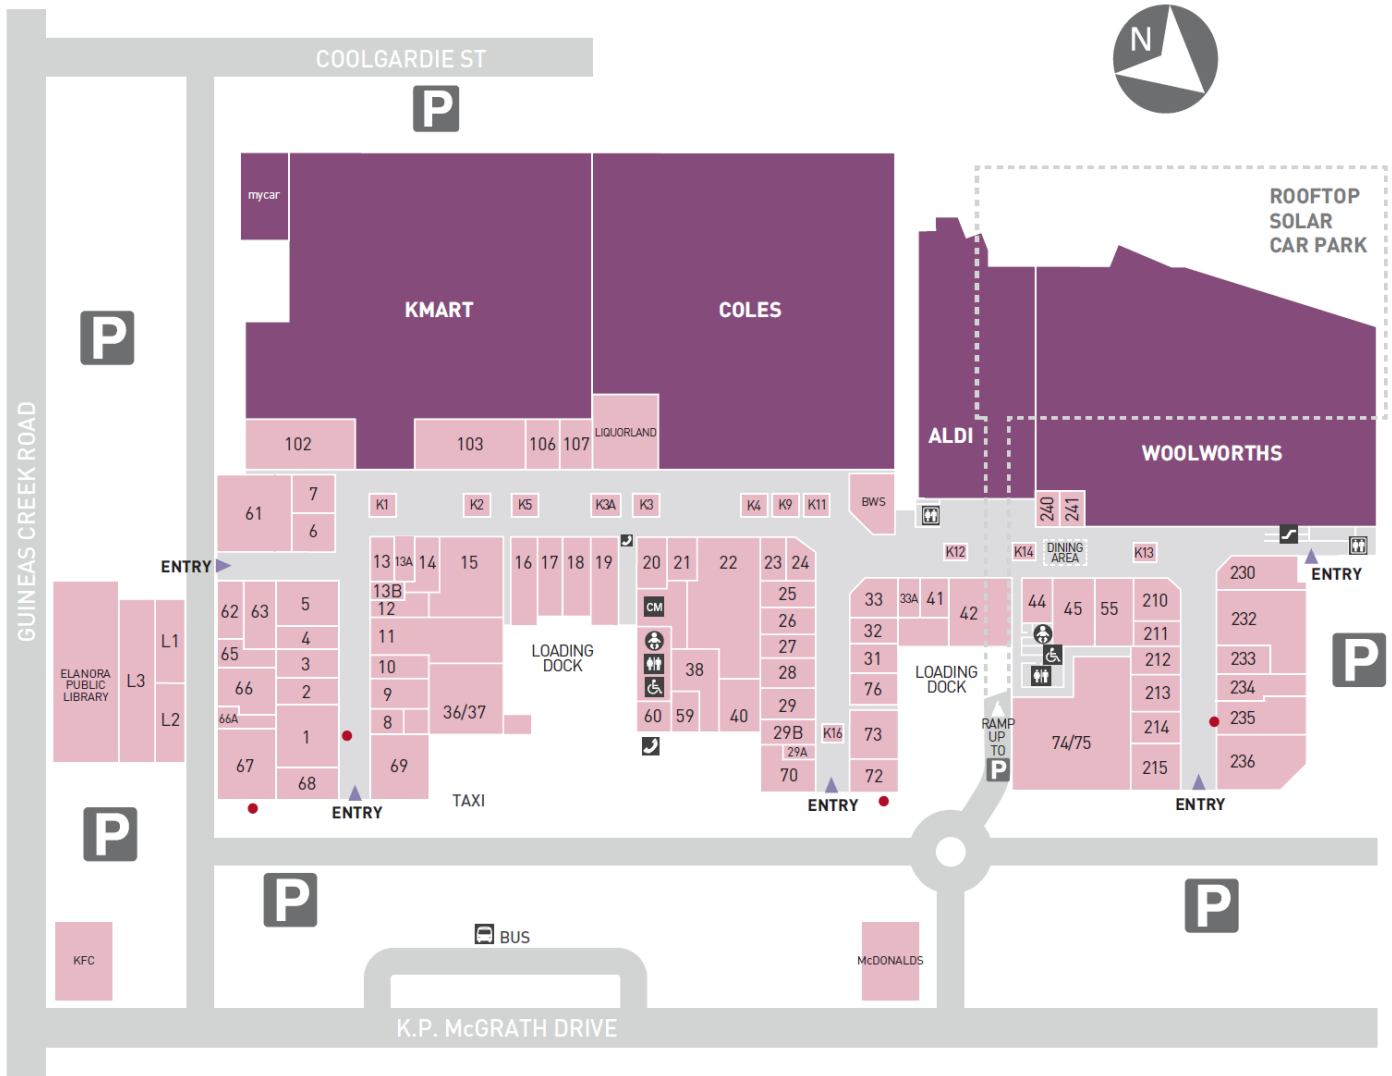 COOLGARDIE ST
N
P
mycar
ROOFTOP
SOLAR
CAR PARK
KMART
COLES
P
GUINEAS CREEK ROAD
ALDI
WOOLWORTHS
102
103
106
107
LIQUORLAND
61
7
6
K1
K2
K5
K3A
K3
K4
K9
K11
BWS
240
241
K12
K14
DINING
AREA
K13
ENTRY
ENTRY
13
13A
14
15
16
17
18
19
20
21
22
23
24
13B
12
25
26
27
28
29
29B
29A
70
62
63
5
4
3
2
1
65
66
66A
67
68
11
10
9
8
69
36/37
LOADING
DOCK
CM
38
60
59
40
K16
33
33A
41
42
32
31
76
73
72
LOADING
DOCK
44
45
55
210
211
212
213
214
215
74/75
230
232
233
234
235
236
P
ELANORA
PUBLIC
LIBRARY
L3
L1
L2
RAMP
UP
TO
P
TAXI
ENTRY
ENTRY
ENTRY
P
P
P
KFC
BUS
McDONALDS
K.P. McGRATH DRIVE